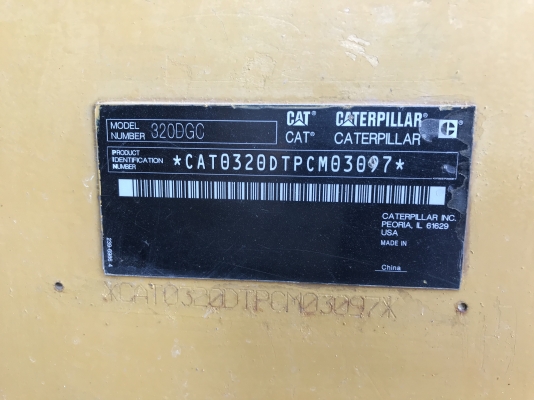 MODEL NUMBER 320DGC
CAT CATERPILLAR
CAT® CATERPILLAR®
PRODUCT IDENTIFICATION NUMBER *CAT0320DTPCM03097*
CATERPILLAR INC.
PEORIA, IL 61629
USA
MADE IN
China
*CAT0320DTPCM03097*